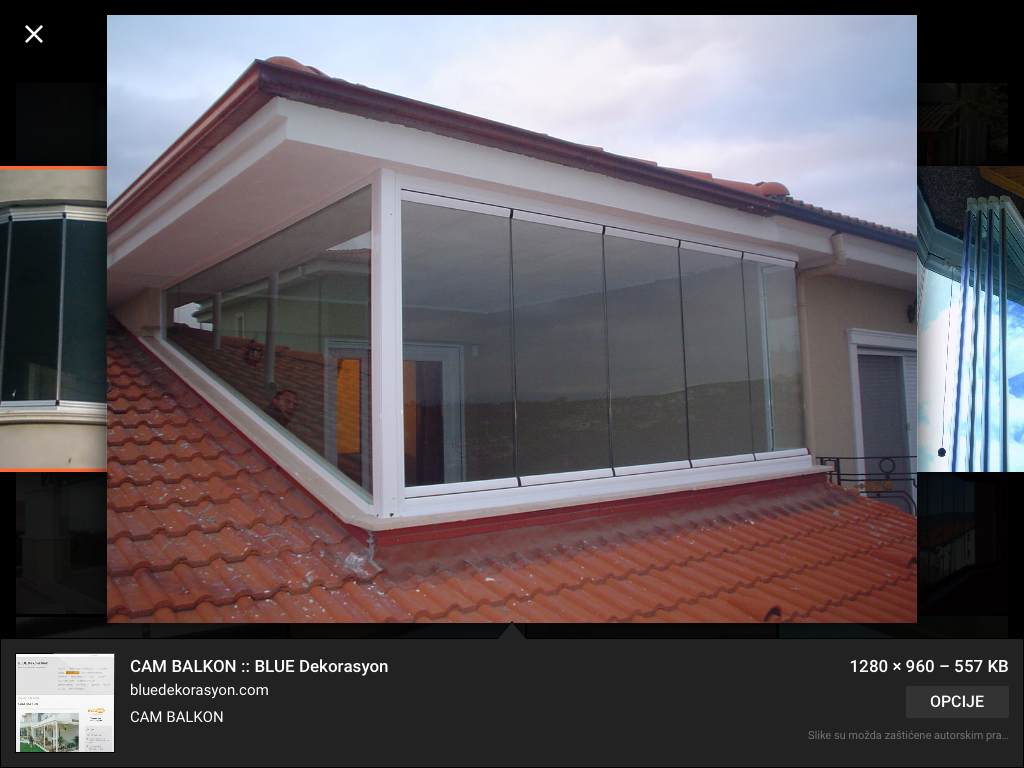 CAM BALKON :: BLUE Dekorasyon
bluedekorasyon.com
CAM BALKON
1280 × 960 – 557 KB
OPCIJE
Slike su možda zaštićene autorskim pra…